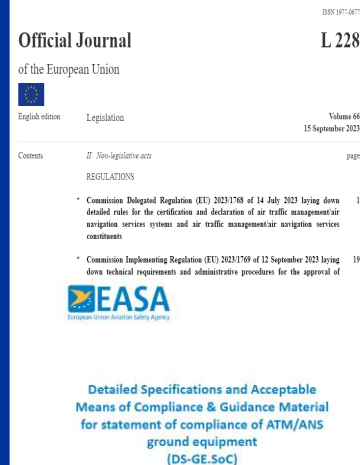 ISSN 1977-0677
Official Journal L 228
of the European Union
English edition Legislation Volume 66
15 September 2023
Contents II Non-legislative acts page
REGULATIONS
* Commission Delegated Regulation (EU) 2023/1768 of 14 July 2023 laying down 1
detailed rules for the certification and declaration of air traffic management/air
navigation services systems and air traffic management/air navigation services
constituents
* Commission Implementing Regulation (EU) 2023/1769 of 12 September 2023 laying 19
down technical requirements and administrative procedures for the approval of
EASA
European Union Aviation Safety Agency
Detailed Specifications and Acceptable
Means of Compliance & Guidance Material
for statement of compliance of ATM/ANS
ground equipment
(DS-GE.SoC)